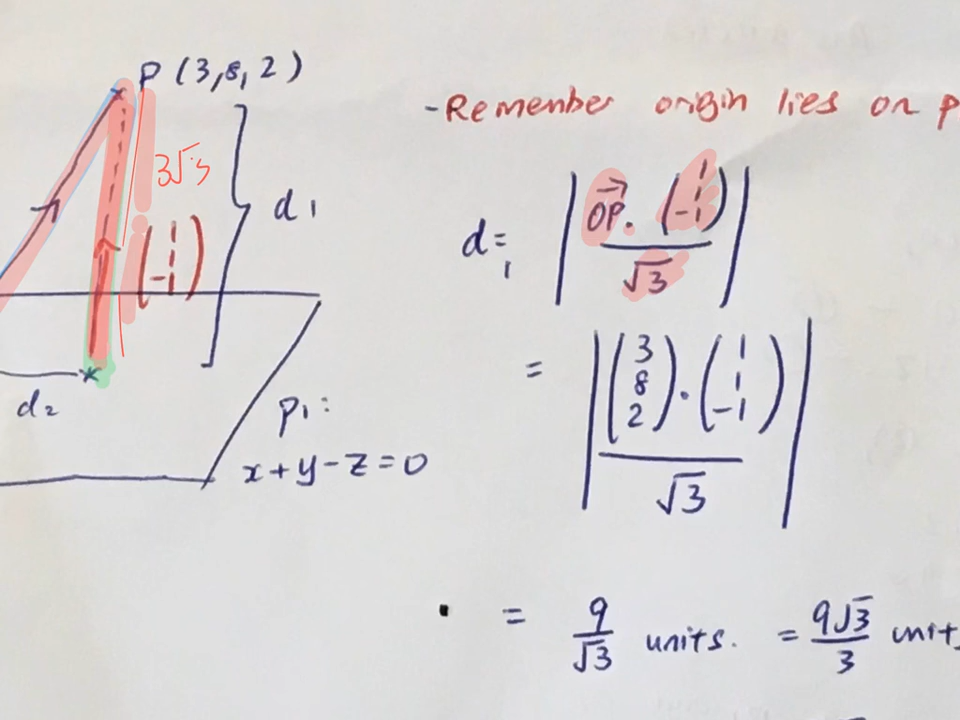 P (3, 8, 2)
3√3
(1
1
-1)
d1
d2
p1:
x + y - z = 0
- Remember origin lies on p
d1 = | OP→ . (1
1
-1) |
√3
= | (3
8
2) . (1
1
-1) |
√3
= 9/√3 units. = 9√3/3 units